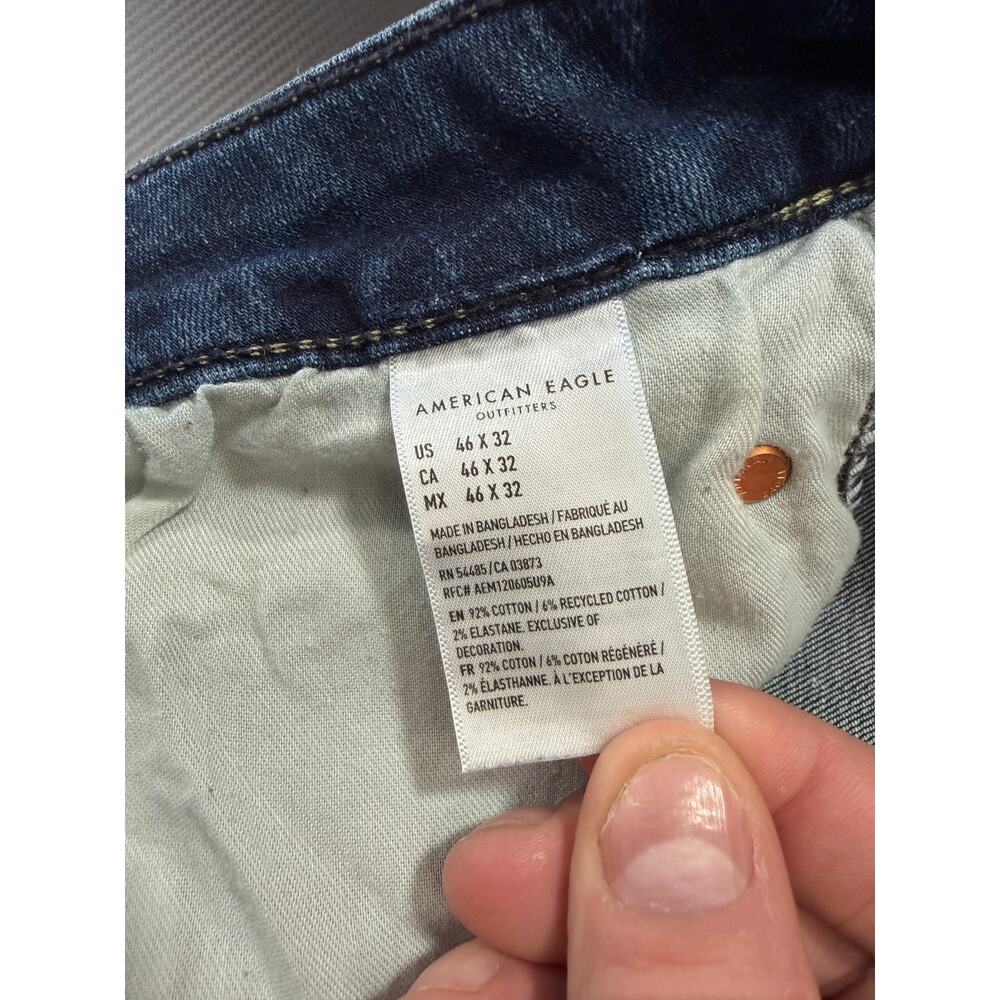 AMERICAN EAGLE
OUTFITTERS
US 46 X 32
CA 46 X 32
MX 46 X 32
MADE IN BANGLADESH / FABRIQUÉ AU
BANGLADESH / HECHO EN BANGLADESH
RN 54485 / CA 03873
RFC# AEM120605U9A
EN 92% COTTON / 6% RECYCLED COTTON /
2% ELASTANE. EXCLUSIVE OF
DECORATION.
FR 92% COTON / 6% COTON RÉGÉNÉRÉ /
2% ÉLASTHANNE. À L'EXCEPTION DE LA
GARNITURE.